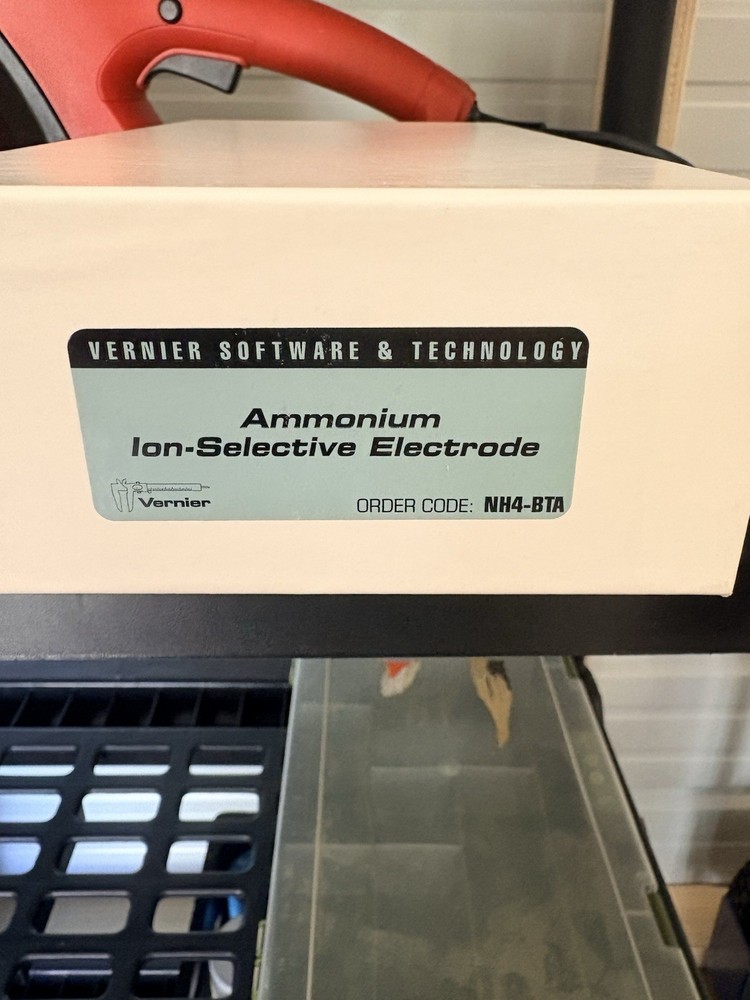 VERNIER SOFTWARE & TECHNOLOGY
Ammonium
Ion-Selective Electrode
Vernier
ORDER CODE: NH4-BTA